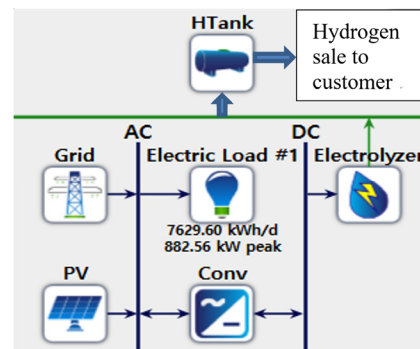 HTank
Hydrogen
sale to
customer .
AC
DC
Grid
Electric Load #1
Electrolyzer
7629.60 kWh/d
882.56 kW peak
PV
Conv